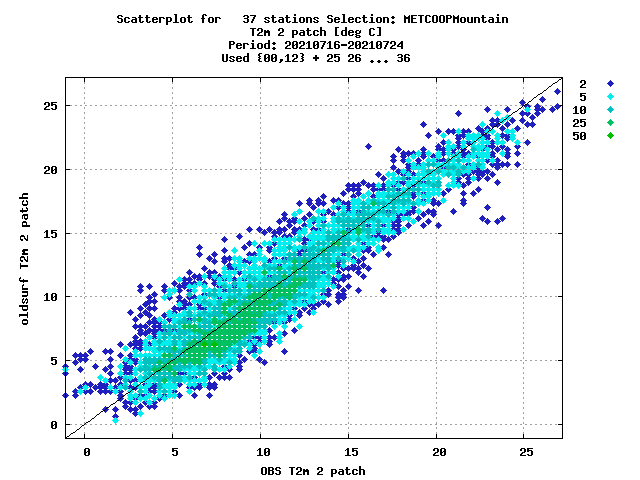 Scatterplot for   37 stations Selection: METCOOPMountain
T2m 2 patch [deg C]
Period: 20210716-20210724
Used {00,12} + 25 26 ... 36
2
5
10
25
50
25
20
15
10
5
0
oldsurf T2m 2 patch
0 5 10 15 20 25
OBS T2m 2 patch